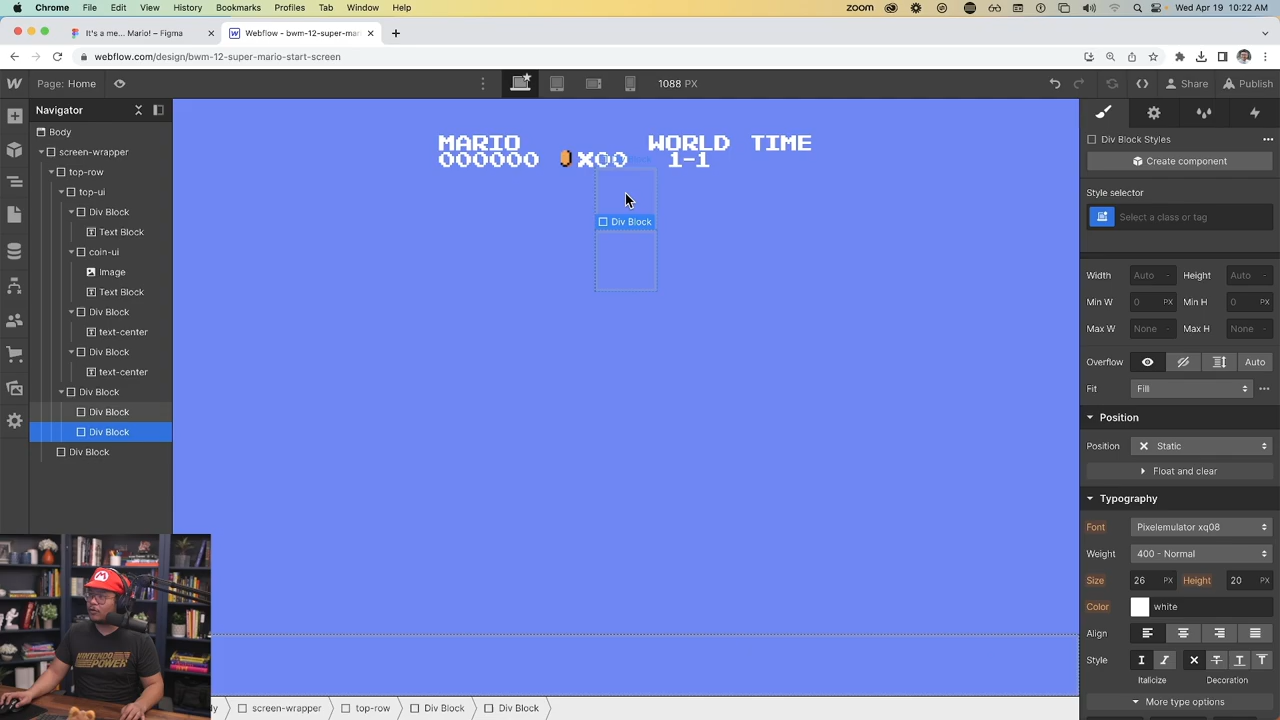 Chrome File Edit View History Bookmarks Profiles Tab Window Help zoom Wed Apr 19 10:22 AM
It's a me... Mario! – Figma
Webflow - bwm-12-super-mar
webflow.com/design/bwm-12-super-mario-start-screen
W Page: Home 1088 PX Share Publish
Navigator
Body
screen-wrapper
top-row
top-ui
Div Block
Text Block
coin-ui
Image
Text Block
Div Block
text-center
Div Block
text-center
Div Block
Div Block
Div Block
Div Block
MARIO WORLD TIME
000000 X00 1-1
Div Block
NINTENDO
POWER
screen-wrapper top-row Div Block Div Block
Div Block Styles
Create component
Style selector
Select a class or tag
Width Auto Height Auto
Min W 0 PX Min H 0 PX
Max W None Max H None
Overflow Auto
Fit Fill
Position
Position Static
Float and clear
Typography
Font Pixelemulator xq08
Weight 400 - Normal
Size 26 PX Height 20 PX
Color white
Align
Style
Italicize Decoration
More type options